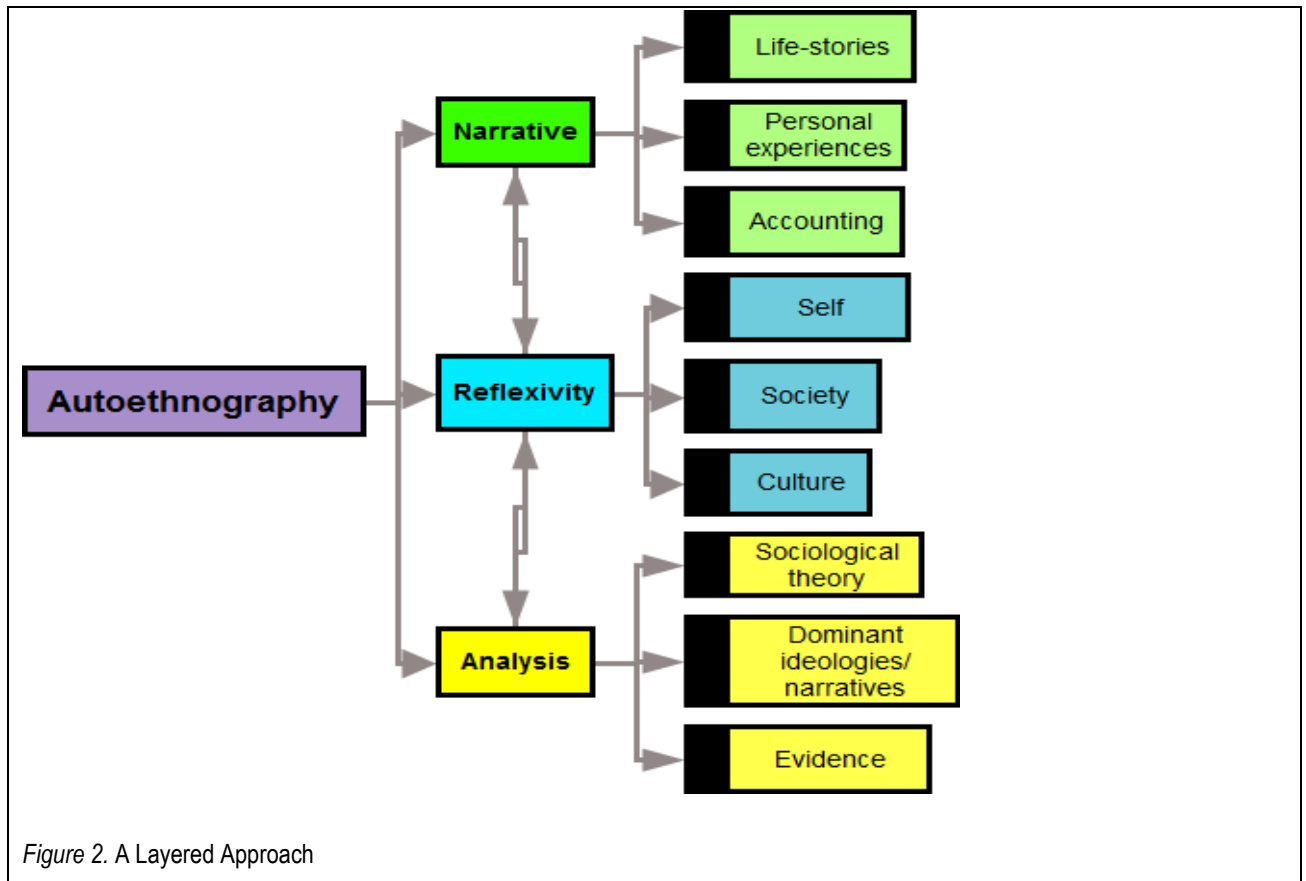 Life-stories
Narrative
Personal
experiences
Accounting
Self
Autoethnography
Reflexivity
Society
Culture
Sociological
theory
Analysis
Dominant
ideologies/
narratives
Evidence
Figure 2. A Layered Approach